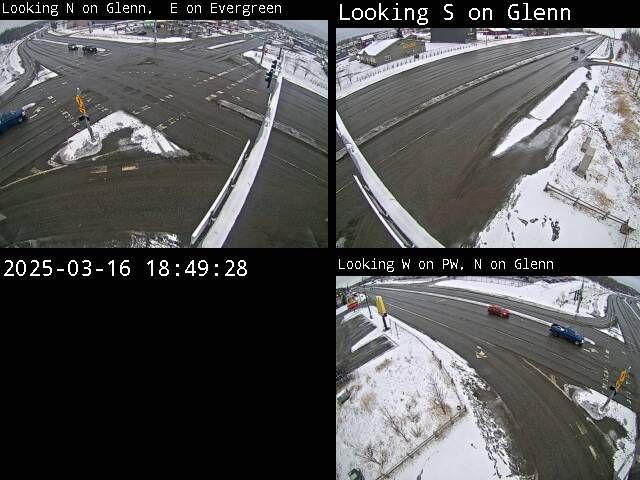 Looking N on Glenn,  E on Evergreen
Looking S on Glenn
2025-03-16 18:49:28
Looking W on PW, N on Glenn